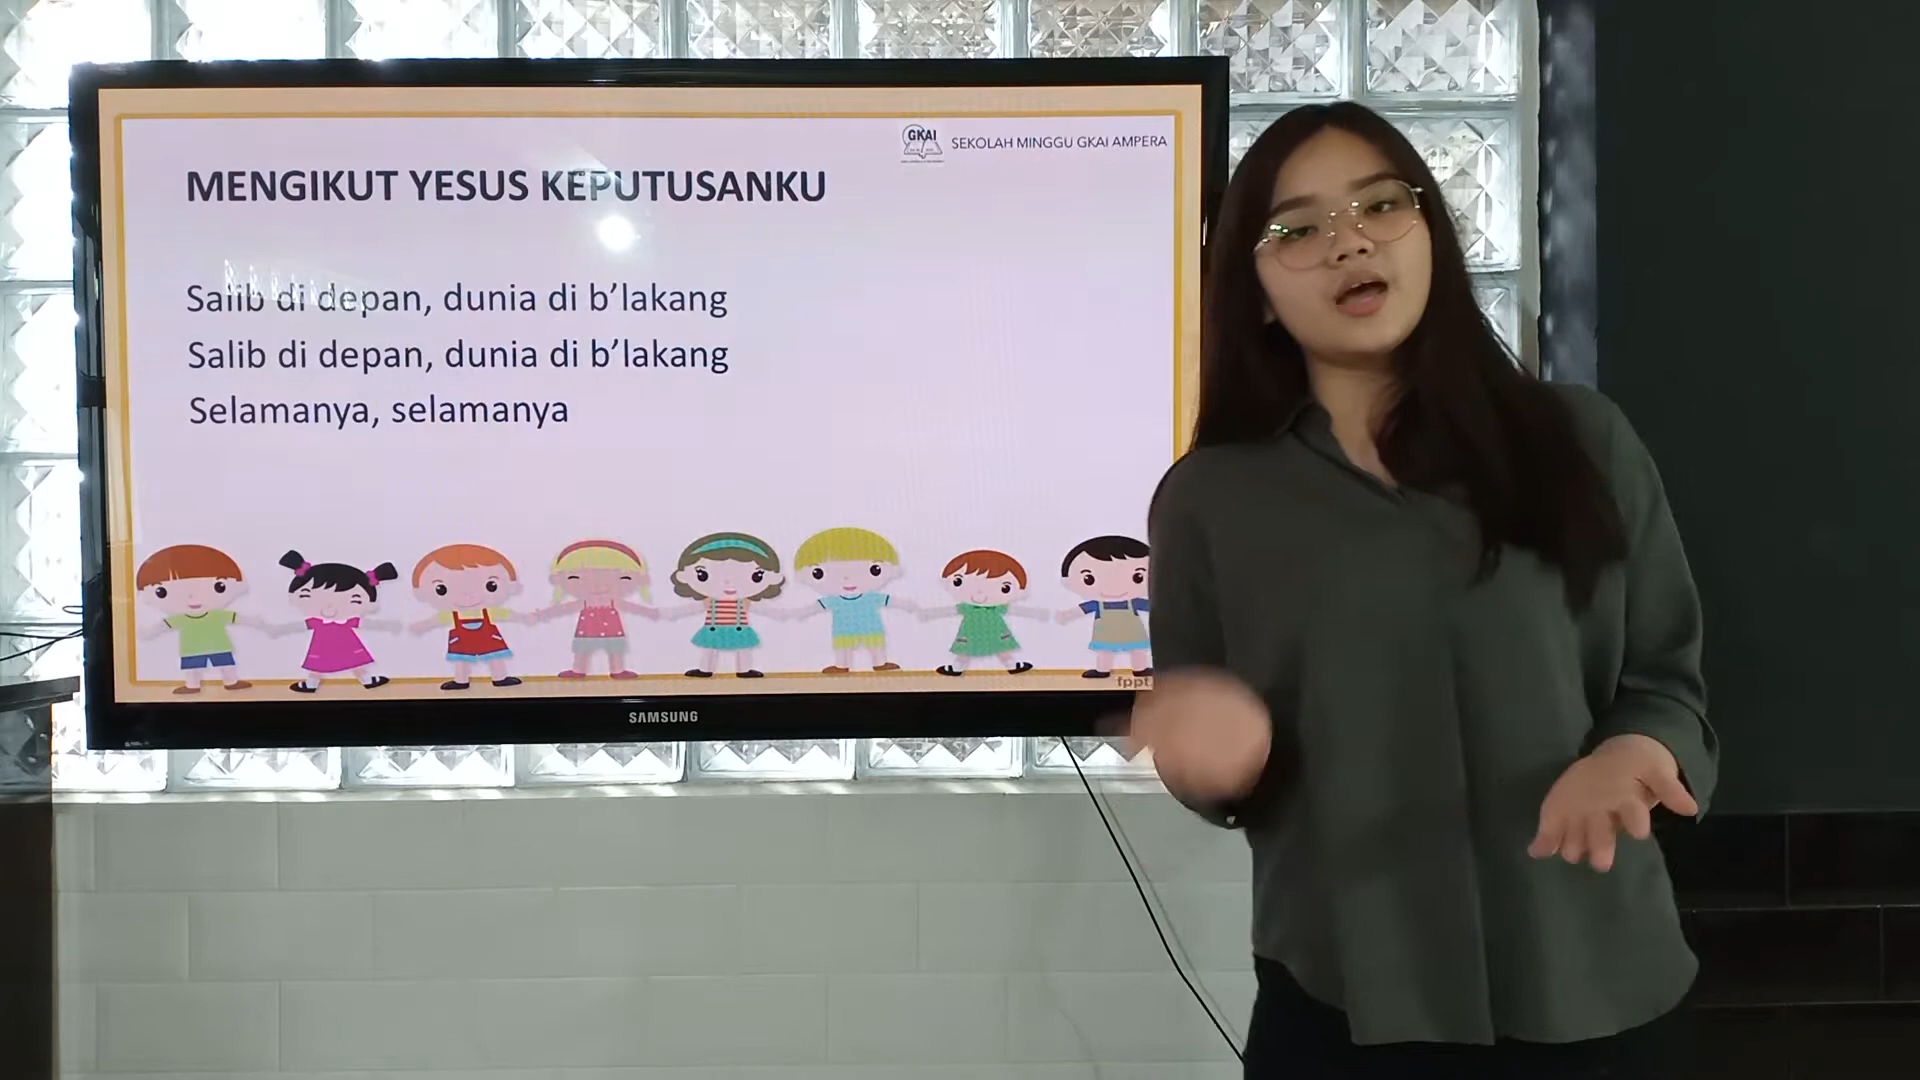 GKAI
SEKOLAH MINGGU GKAI AMPERA
MENGIKUT YESUS KEPUTUSANKU
Salib di depan, dunia di b’lakang
Salib di depan, dunia di b’lakang
Selamanya, selamanya
fppt
SAMSUNG